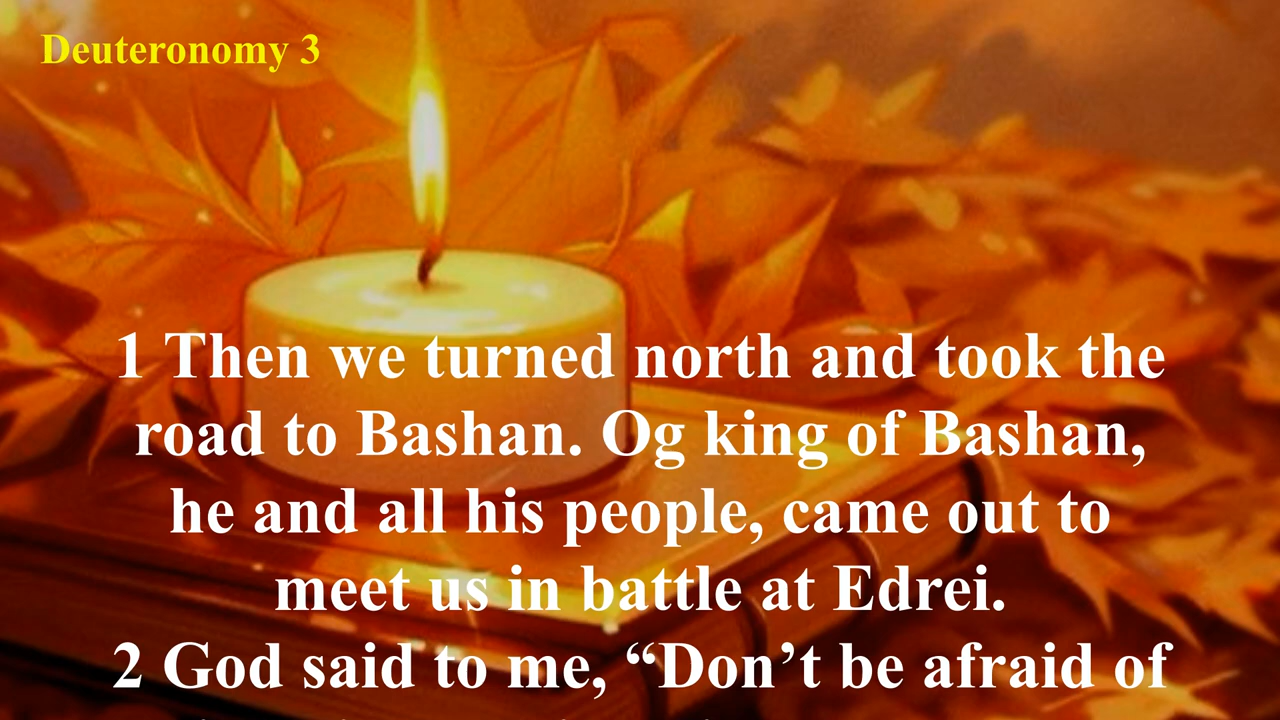 Deuteronomy 3
1 Then we turned north and took the
road to Bashan. Og king of Bashan,
he and all his people, came out to
meet us in battle at Edrei.
2 God said to me, “Don’t be afraid of